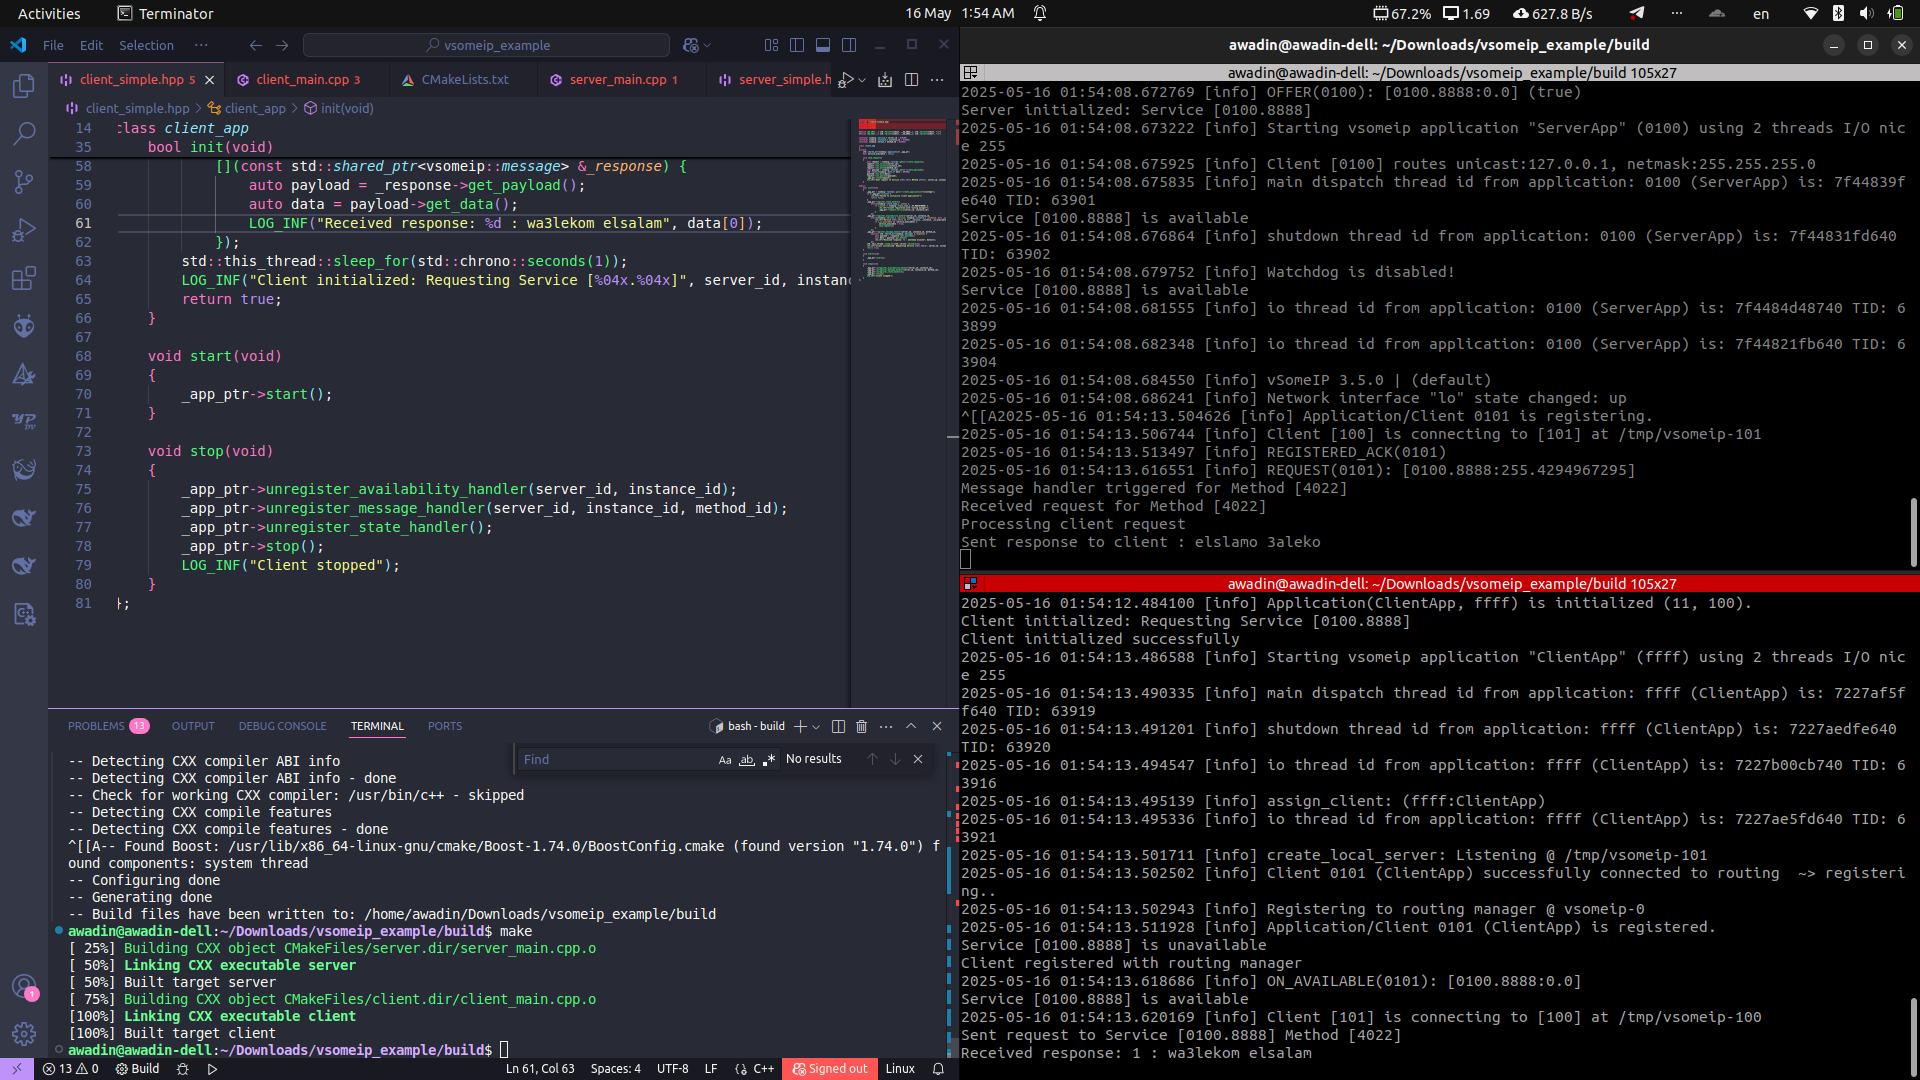 Activities
Terminator
16 May 1:54 AM
67.2%
1.69
627.8 B/s
en
File Edit Selection ···
vsomeip_example
client_simple.hpp 5
client_main.cpp 3
CMakeLists.txt
server_main.cpp 1
server_simple.h
client_simple.hpp > client_app > init(void)
14 class client_app
35 bool init(void)
58 [](const std::shared_ptr<vsomeip::message> &_response) {
59 auto payload = _response->get_payload();
60 auto data = payload->get_data();
61 LOG_INF("Received response: %d : wa3lekom elsalam", data[0]);
62 });
63 std::this_thread::sleep_for(std::chrono::seconds(1));
64 LOG_INF("Client initialized: Requesting Service [%04x.%04x]", server_id, instanc
65 return true;
66 }
67
68 void start(void)
69 {
70 _app_ptr->start();
71 }
72
73 void stop(void)
74 {
75 _app_ptr->unregister_availability_handler(server_id, instance_id);
76 _app_ptr->unregister_message_handler(server_id, instance_id, method_id);
77 _app_ptr->unregister_state_handler();
78 _app_ptr->stop();
79 LOG_INF("Client stopped");
80 }
81 };
PROBLEMS 13 OUTPUT DEBUG CONSOLE TERMINAL PORTS
bash - build
Find
Aa ab .*
No results
-- Detecting CXX compiler ABI info
-- Detecting CXX compiler ABI info - done
-- Check for working CXX compiler: /usr/bin/c++ - skipped
-- Detecting CXX compile features
-- Detecting CXX compile features - done
^[[A-- Found Boost: /usr/lib/x86_64-linux-gnu/cmake/Boost-1.74.0/BoostConfig.cmake (found version "1.74.0") f
ound components: system thread
-- Configuring done
-- Generating done
-- Build files have been written to: /home/awadin/Downloads/vsomeip_example/build
awadin@awadin-dell:~/Downloads/vsomeip_example/build$ make
[ 25%] Building CXX object CMakeFiles/server.dir/server_main.cpp.o
[ 50%] Linking CXX executable server
[ 50%] Built target server
[ 75%] Building CXX object CMakeFiles/client.dir/client_main.cpp.o
[100%] Linking CXX executable client
[100%] Built target client
awadin@awadin-dell:~/Downloads/vsomeip_example/build$
1
13 0 Build
Ln 61, Col 63 Spaces: 4 UTF-8 LF {} C++ Signed out Linux
awadin@awadin-dell: ~/Downloads/vsomeip_example/build
awadin@awadin-dell: ~/Downloads/vsomeip_example/build 105x27
2025-05-16 01:54:08.672769 [info] OFFER(0100): [0100.8888:0.0] (true)
Server initialized: Service [0100.8888]
2025-05-16 01:54:08.673222 [info] Starting vsomeip application "ServerApp" (0100) using 2 threads I/O nic
e 255
2025-05-16 01:54:08.675925 [info] Client [0100] routes unicast:127.0.0.1, netmask:255.255.255.0
2025-05-16 01:54:08.675835 [info] main dispatch thread id from application: 0100 (ServerApp) is: 7f44839f
e640 TID: 63901
Service [0100.8888] is available
2025-05-16 01:54:08.676864 [info] shutdown thread id from application: 0100 (ServerApp) is: 7f44831fd640
TID: 63902
2025-05-16 01:54:08.679752 [info] Watchdog is disabled!
Service [0100.8888] is available
2025-05-16 01:54:08.681555 [info] io thread id from application: 0100 (ServerApp) is: 7f4484d48740 TID: 6
3899
2025-05-16 01:54:08.682348 [info] io thread id from application: 0100 (ServerApp) is: 7f44821fb640 TID: 6
3904
2025-05-16 01:54:08.684550 [info] vSomeIP 3.5.0 | (default)
2025-05-16 01:54:08.686241 [info] Network interface "lo" state changed: up
^[[A2025-05-16 01:54:13.504626 [info] Application/Client 0101 is registering.
2025-05-16 01:54:13.506744 [info] Client [100] is connecting to [101] at /tmp/vsomeip-101
2025-05-16 01:54:13.513497 [info] REGISTERED_ACK(0101)
2025-05-16 01:54:13.616551 [info] REQUEST(0101): [0100.8888:255.4294967295]
Message handler triggered for Method [4022]
Received request for Method [4022]
Processing client request
Sent response to client : elslamo 3aleko
awadin@awadin-dell: ~/Downloads/vsomeip_example/build 105x27
2025-05-16 01:54:12.484100 [info] Application(ClientApp, ffff) is initialized (11, 100).
Client initialized: Requesting Service [0100.8888]
Client initialized successfully
2025-05-16 01:54:13.486588 [info] Starting vsomeip application "ClientApp" (ffff) using 2 threads I/O nic
e 255
2025-05-16 01:54:13.490335 [info] main dispatch thread id from application: ffff (ClientApp) is: 7227af5f
f640 TID: 63919
2025-05-16 01:54:13.491201 [info] shutdown thread id from application: ffff (ClientApp) is: 7227aedfe640
TID: 63920
2025-05-16 01:54:13.494547 [info] io thread id from application: ffff (ClientApp) is: 7227b00cb740 TID: 6
3916
2025-05-16 01:54:13.495139 [info] assign_client: (ffff:ClientApp)
2025-05-16 01:54:13.495336 [info] io thread id from application: ffff (ClientApp) is: 7227ae5fd640 TID: 6
3921
2025-05-16 01:54:13.501711 [info] create_local_server: Listening @ /tmp/vsomeip-101
2025-05-16 01:54:13.502502 [info] Client 0101 (ClientApp) successfully connected to routing  ~> registeri
ng..
2025-05-16 01:54:13.502943 [info] Registering to routing manager @ vsomeip-0
2025-05-16 01:54:13.511928 [info] Application/Client 0101 (ClientApp) is registered.
Service [0100.8888] is unavailable
Client registered with routing manager
2025-05-16 01:54:13.618686 [info] ON_AVAILABLE(0101): [0100.8888:0.0]
Service [0100.8888] is available
2025-05-16 01:54:13.620169 [info] Client [101] is connecting to [100] at /tmp/vsomeip-100
Sent request to Service [0100.8888] Method [4022]
Received response: 1 : wa3lekom elsalam